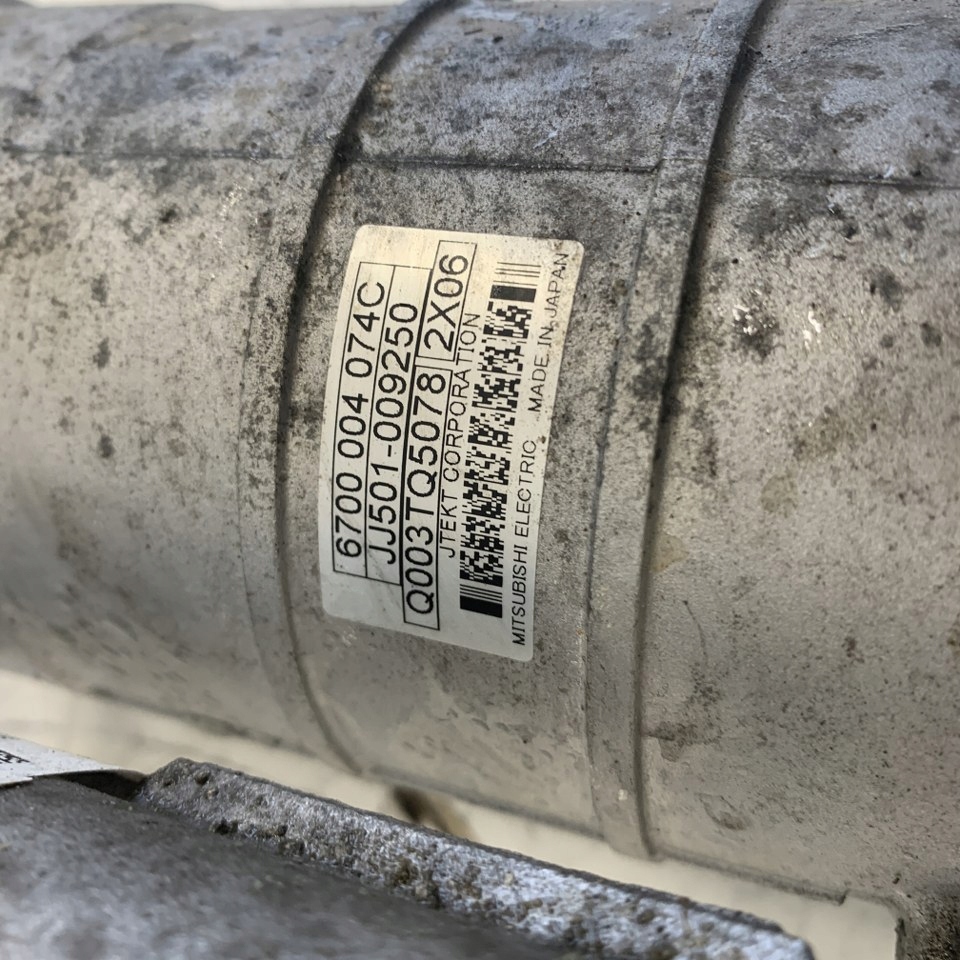 6700 004 074C
JJ501-009250
Q003TQ5078 2X06
JTEKT CORPORATION
MITSUBISHI ELECTRIC MADE IN JAPAN